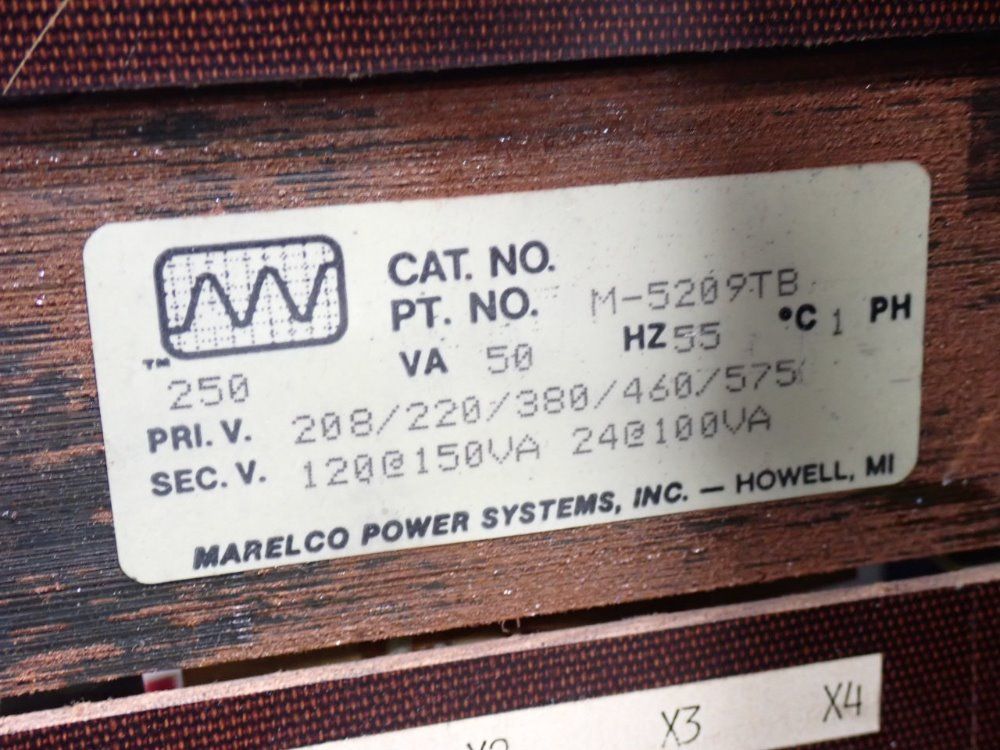 CAT. NO.
PT. NO. M-5209TB
™
250 VA 50 HZ 55 °C 1 PH
PRI. V. 208/220/380/460/575
SEC. V. 120@150VA 24@100VA
MARELCO POWER SYSTEMS, INC. — HOWELL, MI
X3 X4